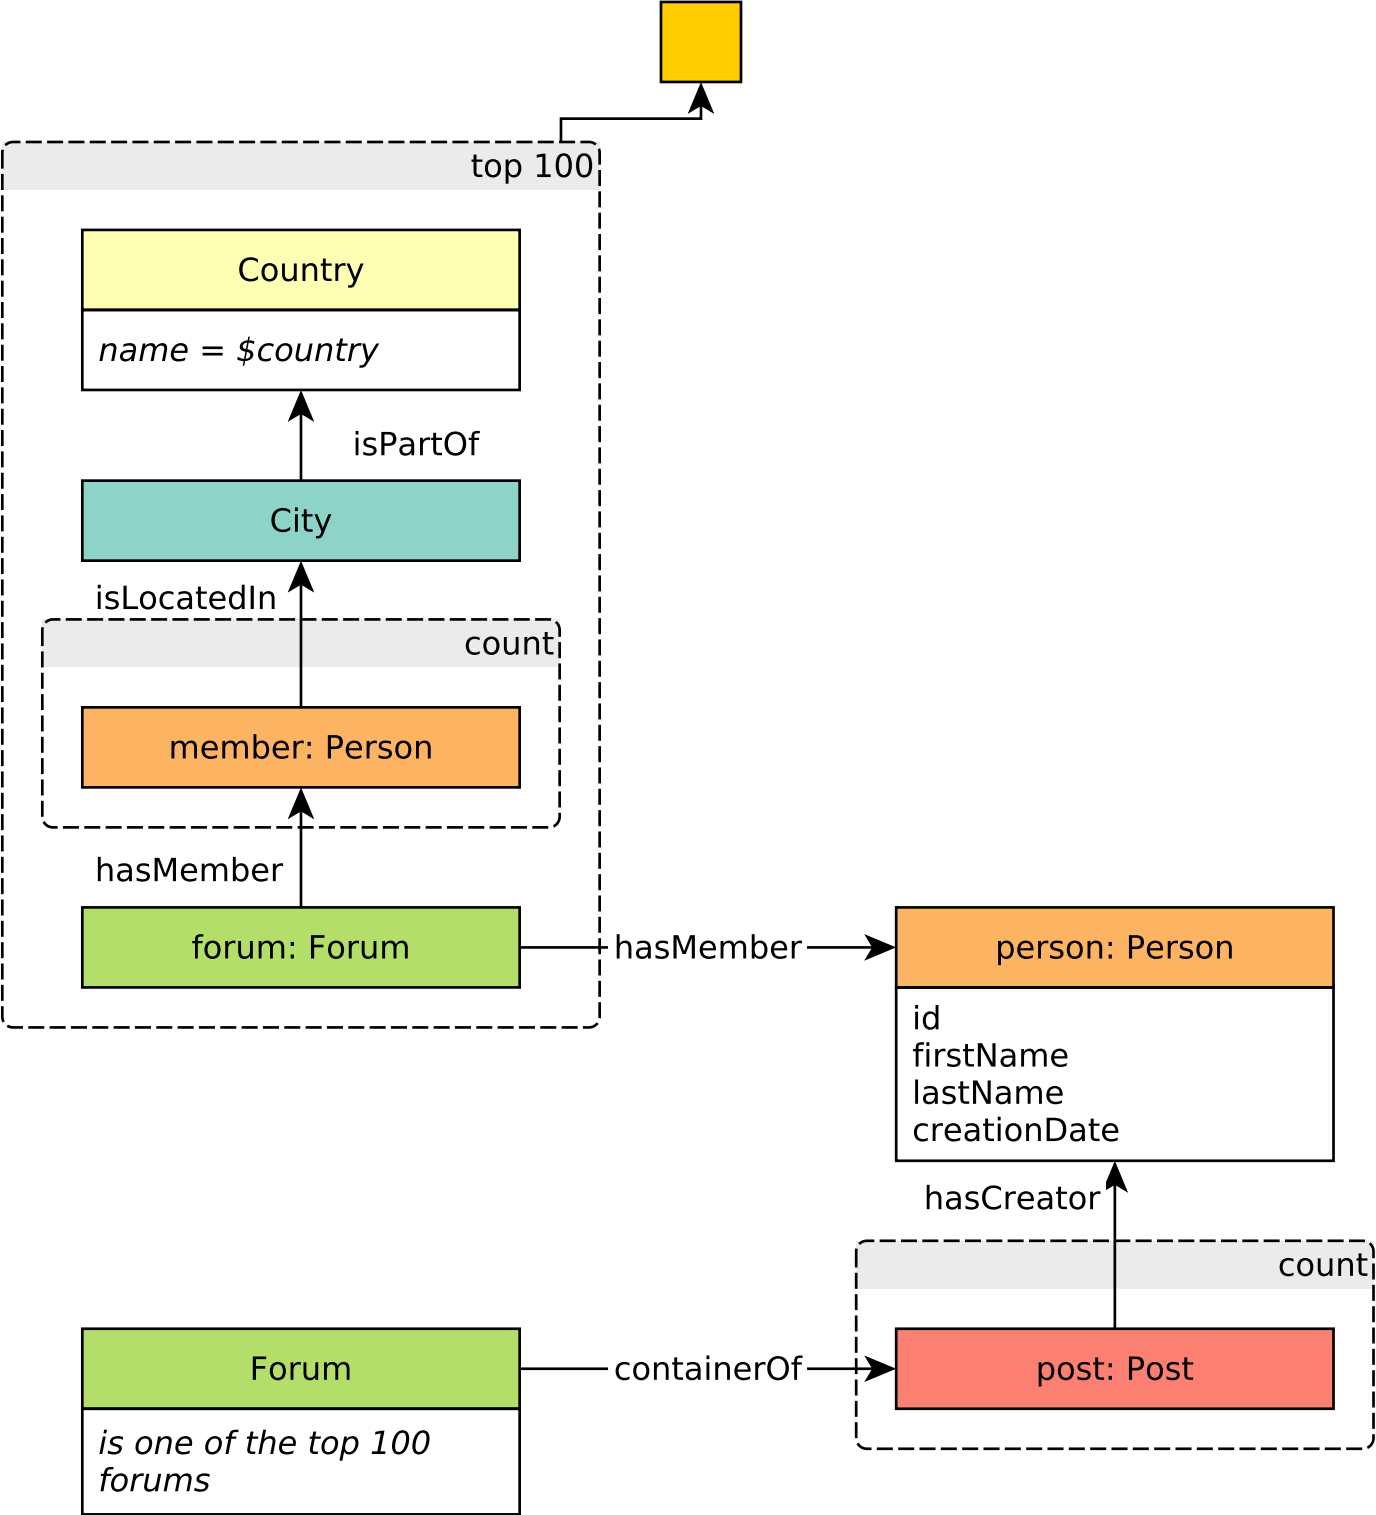 top 100
Country
name = $country
isPartOf
City
isLocatedIn
count
member: Person
hasMember
forum: Forum
hasMember
person: Person
id
firstName
lastName
creationDate
hasCreator
count
Forum
containerOf
post: Post
is one of the top 100
forums